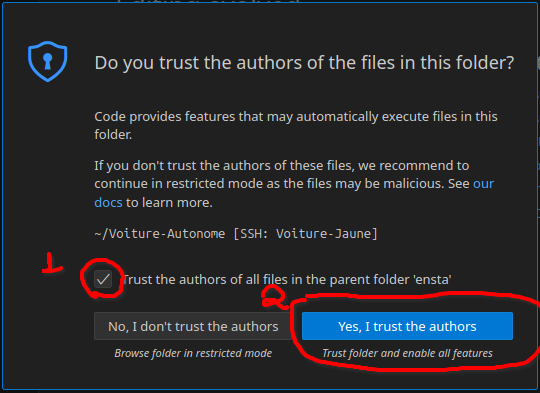 Do you trust the authors of the files in this folder?
Code provides features that may automatically execute files in this
folder.
If you don't trust the authors of these files, we recommend to
continue in restricted mode as the files may be malicious. See our
docs to learn more.
~/Voiture-Autonome [SSH: Voiture-Jaune]
1
Trust the authors of all files in the parent folder 'ensta'
2
No, I don't trust the authors
Yes, I trust the authors
Browse folder in restricted mode
Trust folder and enable all features